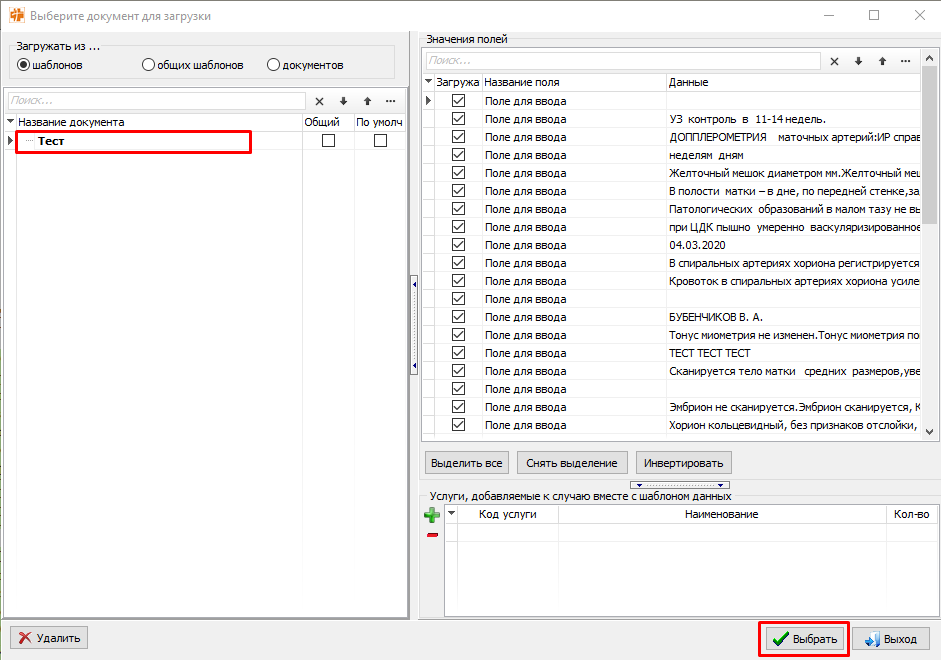 Выберите документ для загрузки
Загружать из ...
шаблонов
общих шаблонов
документов
Поиск...
Название документа
Общий
По умолч
Тест
Удалить
Значения полей
Поиск...
Загружа
Название поля
Данные
Поле для ввода
Поле для ввода УЗ контроль в 11-14 недель.
Поле для ввода ДОППЛЕРОМЕТРИЯ маточных артерий:ИР спра
Поле для ввода неделям дням
Поле для ввода Желточный мешок диаметром мм.Желточный ме
Поле для ввода В полости матки – в дне, по передней стенке,за
Поле для ввода Патологических образований в малом тазу не вы
Поле для ввода при ЦДК пышно умеренно васкуляризированное
Поле для ввода 04.03.2020
Поле для ввода В спиральных артериях хориона регистрируется
Поле для ввода Кровоток в спиральных артериях хориона усиле
Поле для ввода
Поле для ввода БУБЕНЧИКОВ В. А.
Поле для ввода Тонус миометрия не изменен.Тонус миометрия по
Поле для ввода ТЕСТ ТЕСТ ТЕСТ
Поле для ввода Сканируется тело матки средних размеров,уве
Поле для ввода
Поле для ввода Эмбрион не сканируется.Эмбрион сканируется, К
Поле для ввода Хорион кольцевидный, без признаков отслойки,
Выделить все
Снять выделение
Инвертировать
Услуги, добавляемые к случаю вместе с шаблоном данных
Код услуги
Наименование
Кол-во
Выбрать
Выход